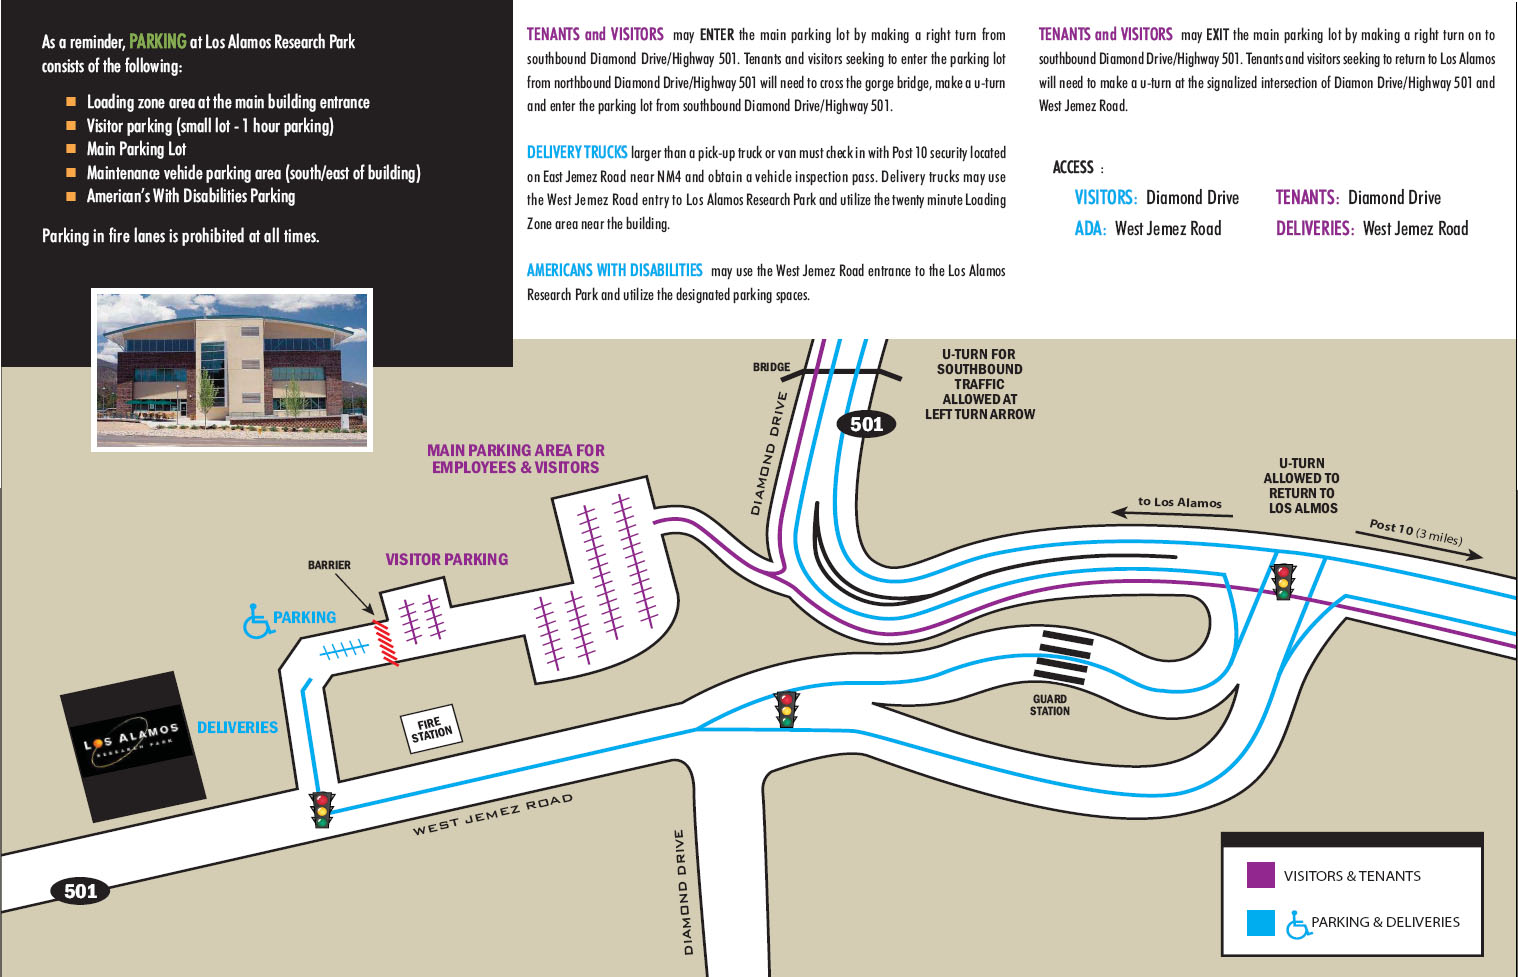 As a reminder, PARKING at Los Alamos Research Park
consists of the following:
Loading zone area at the main building entrance
Visitor parking (small lot - 1 hour parking)
Main Parking Lot
Maintenance vehicle parking area (south/east of building)
American's With Disabilities Parking
Parking in fire lanes is prohibited at all times.
TENANTS and VISITORS may ENTER the main parking lot by making a right turn from
southbound Diamond Drive/Highway 501. Tenants and visitors seeking to enter the parking lot
from northbound Diamond Drive/Highway 501 will need to cross the gorge bridge, make a u-turn
and enter the parking lot from southbound Diamond Drive/Highway 501.
DELIVERY TRUCKS larger than a pick-up truck or van must check in with Post 10 security located
on East Jemez Road near NM4 and obtain a vehicle inspection pass. Delivery trucks may use
the West Jemez Road entry to Los Alamos Research Park and utilize the twenty minute Loading
Zone area near the building.
AMERICANS WITH DISABILITIES may use the West Jemez Road entrance to the Los Alamos
Research Park and utilize the designated parking spaces.
TENANTS and VISITORS may EXIT the main parking lot by making a right turn on to
southbound Diamond Drive/Highway 501. Tenants and visitors seeking to return to Los Alamos
will need to make a u-turn at the signalized intersection of Diamon Drive/Highway 501 and
West Jemez Road.
ACCESS :
VISITORS: Diamond Drive TENANTS: Diamond Drive
ADA: West Jemez Road DELIVERIES: West Jemez Road
BRIDGE
U-TURN FOR
SOUTHBOUND
TRAFFIC
ALLOWED AT
LEFT TURN ARROW
DIAMOND DRIVE
501
MAIN PARKING AREA FOR
EMPLOYEES & VISITORS
U-TURN
ALLOWED TO
RETURN TO
LOS ALMOS
to Los Alamos
Post 10 (3 miles)
VISITOR PARKING
BARRIER
PARKING
GUARD
STATION
DELIVERIES
LOS ALAMOS
RESEARCH PARK
FIRE
STATION
WEST JEMEZ ROAD
DIAMOND DRIVE
501
VISITORS & TENANTS
PARKING & DELIVERIES